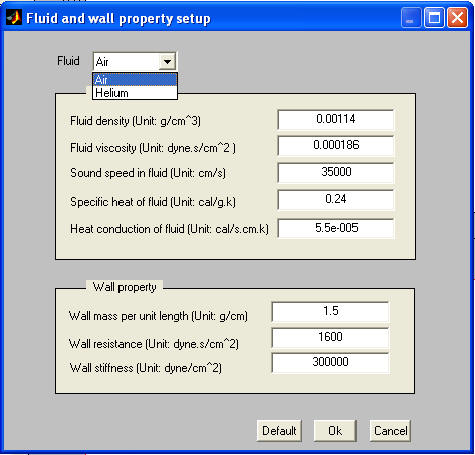 Fluid and wall property setup
Fluid Air
Air
Helium
Fluid density (Unit: g/cm^3) 0.00114
Fluid viscosity (Unit: dyne.s/cm^2 ) 0.000186
Sound speed in fluid (Unit: cm/s) 35000
Specific heat of fluid (Unit: cal/g.k) 0.24
Heat conduction of fluid (Unit: cal/s.cm.k) 5.5e-005
Wall property
Wall mass per unit length (Unit: g/cm) 1.5
Wall resistance (Unit: dyne.s/cm^2) 1600
Wall stiffness (Unit: dyne/cm^2) 300000
Default Ok Cancel